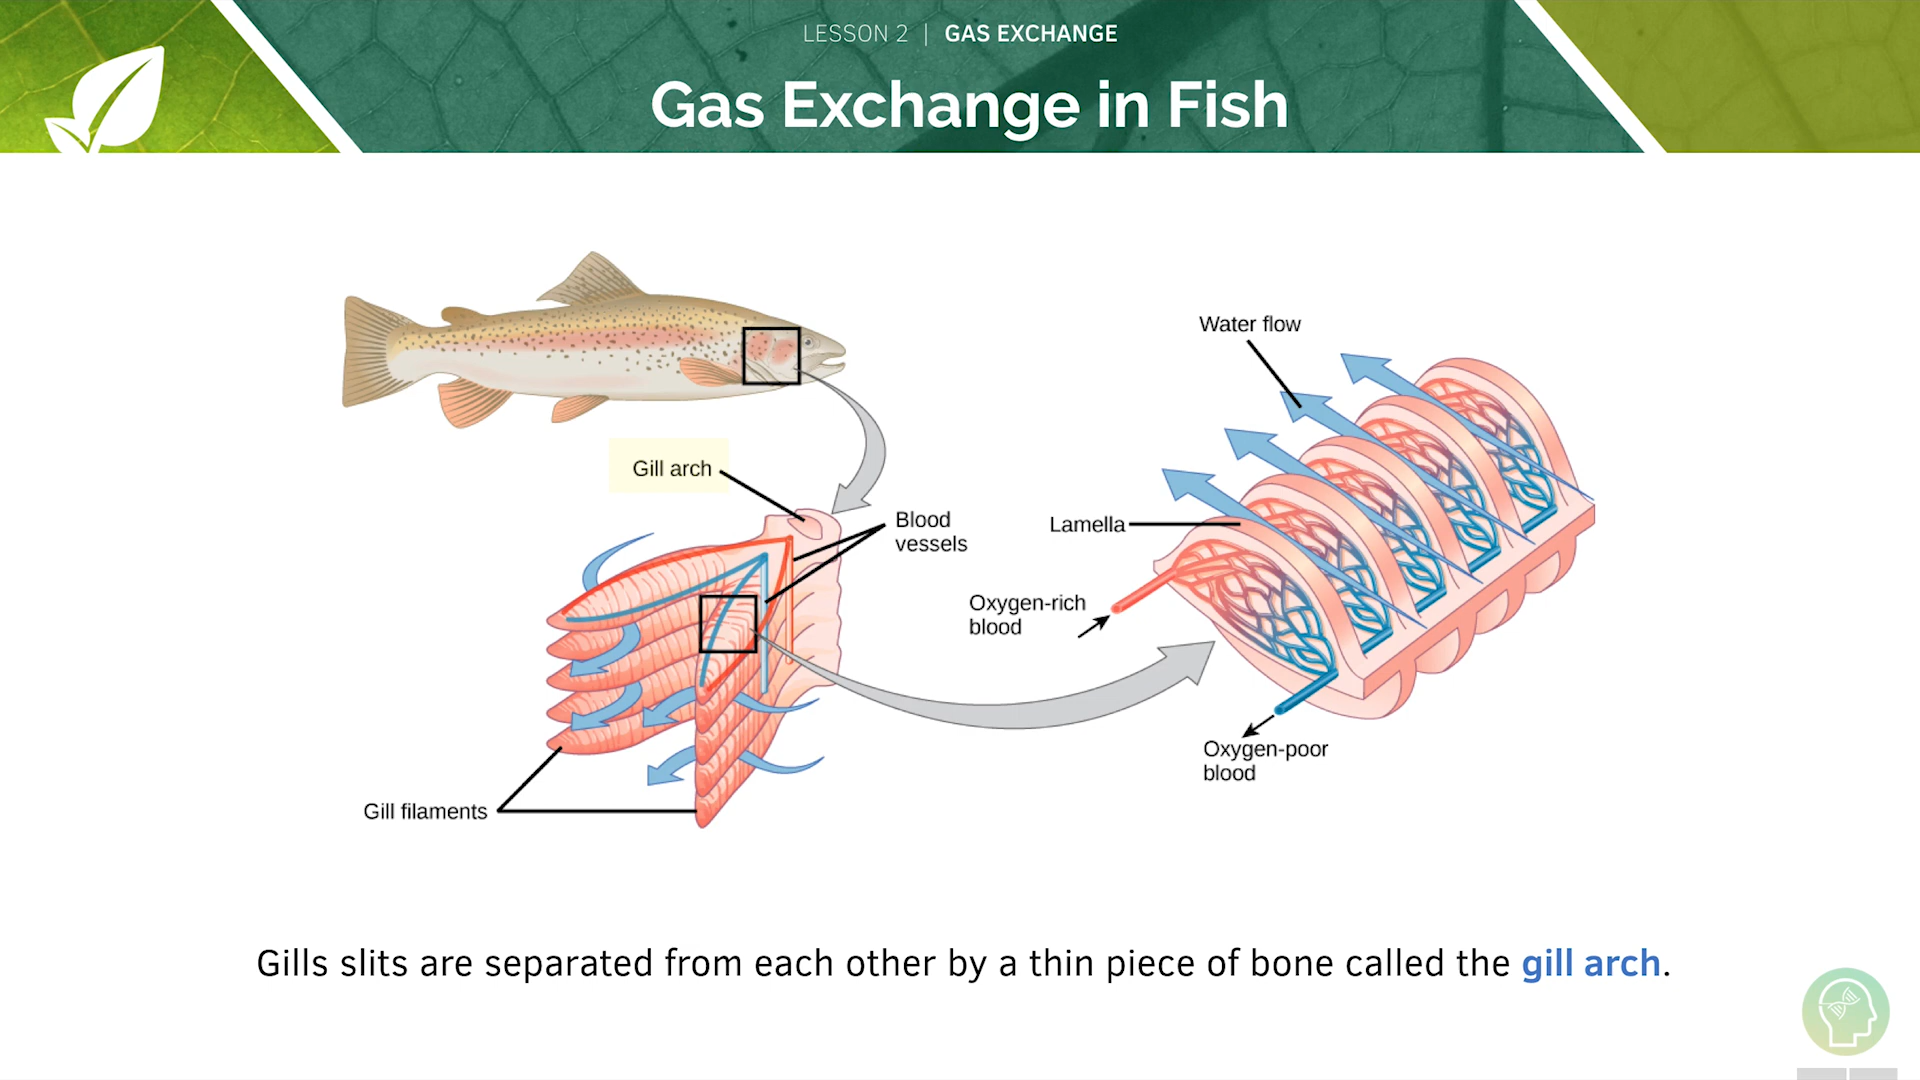 LESSON 2 | GAS EXCHANGE
Gas Exchange in Fish
Water flow
Gill arch
Blood
vessels
Lamella
Oxygen-rich
blood
Oxygen-poor
blood
Gill filaments
Gills slits are separated from each other by a thin piece of bone called the gill arch.